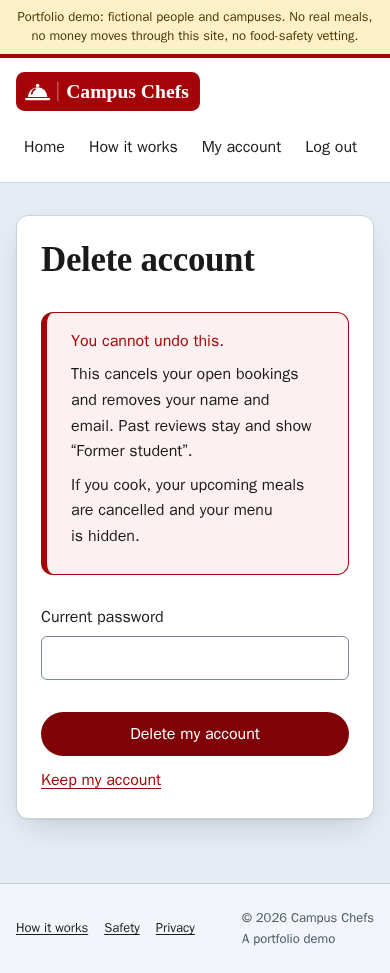 Portfolio demo: fictional people and campuses. No real meals,
no money moves through this site, no food-safety vetting.
Campus Chefs
Home How it works My account Log out
Delete account
You cannot undo this.
This cancels your open bookings
and removes your name and
email. Past reviews stay and show
“Former student”.
If you cook, your upcoming meals
are cancelled and your menu
is hidden.
Current password
Delete my account
Keep my account
How it works Safety Privacy
© 2026 Campus Chefs
A portfolio demo